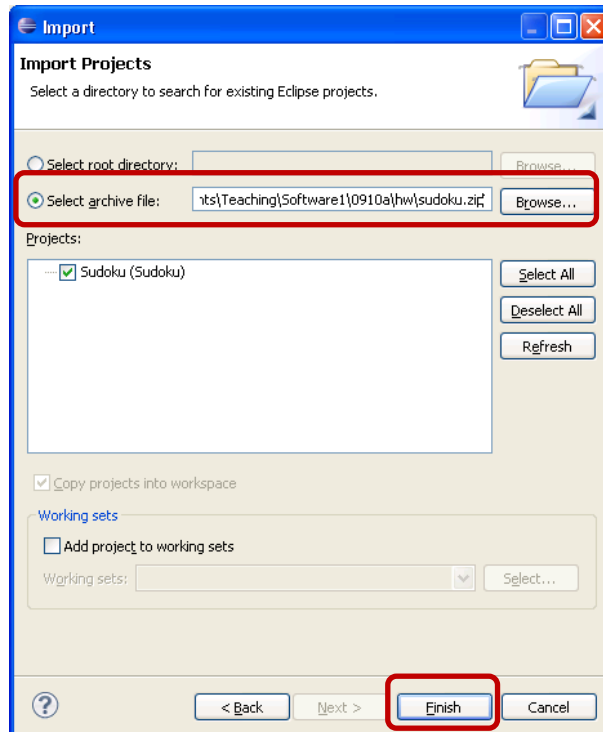 Import
Import Projects
Select a directory to search for existing Eclipse projects.
Select root directory: Browse...
Select archive file: nts\Teaching\Software1\0910a\hw\sudoku.zip Browse...
Projects:
Sudoku (Sudoku)
Select All
Deselect All
Refresh
Copy projects into workspace
Working sets
Add project to working sets
Working sets: Select...
? < Back Next > Finish Cancel